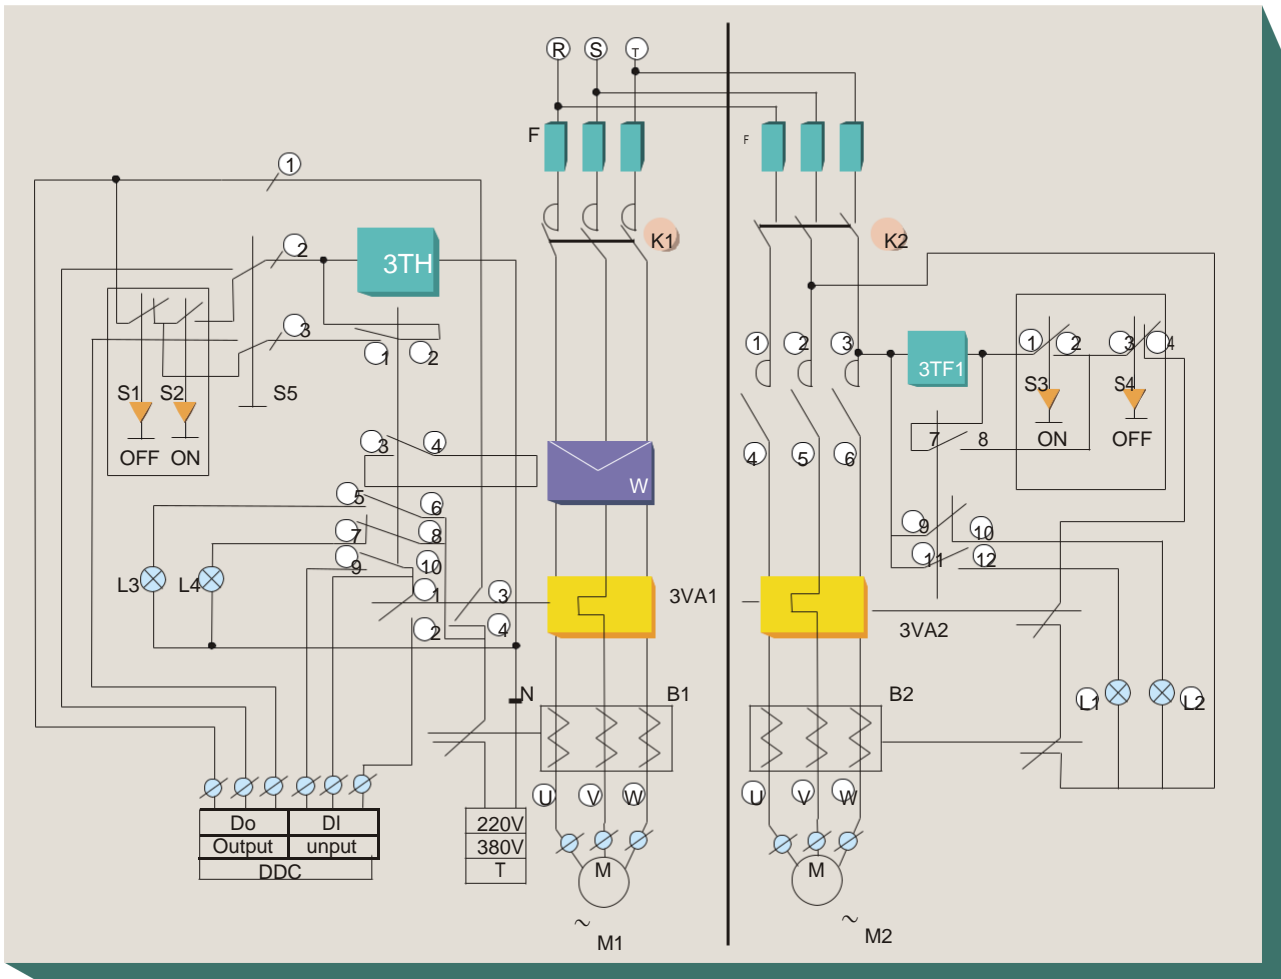 R S T
F
F
1
K1
K2
2
3TH
3
1 2
1 2 3
3TF1
1 2 3 4
S1 S2 S5
S3 S4
OFF ON
ON OFF
7 8
3 4
4 5 6
W
5 6
7 8
9 10
9 10
11 12
L3 L4
1 3
2 4
3VA1
3VA2
N
B1
B2
L1 L2
U V W
U V W
Do DI
Output unput
DDC
220V
380V
T
M
M
~
M1
~
M2